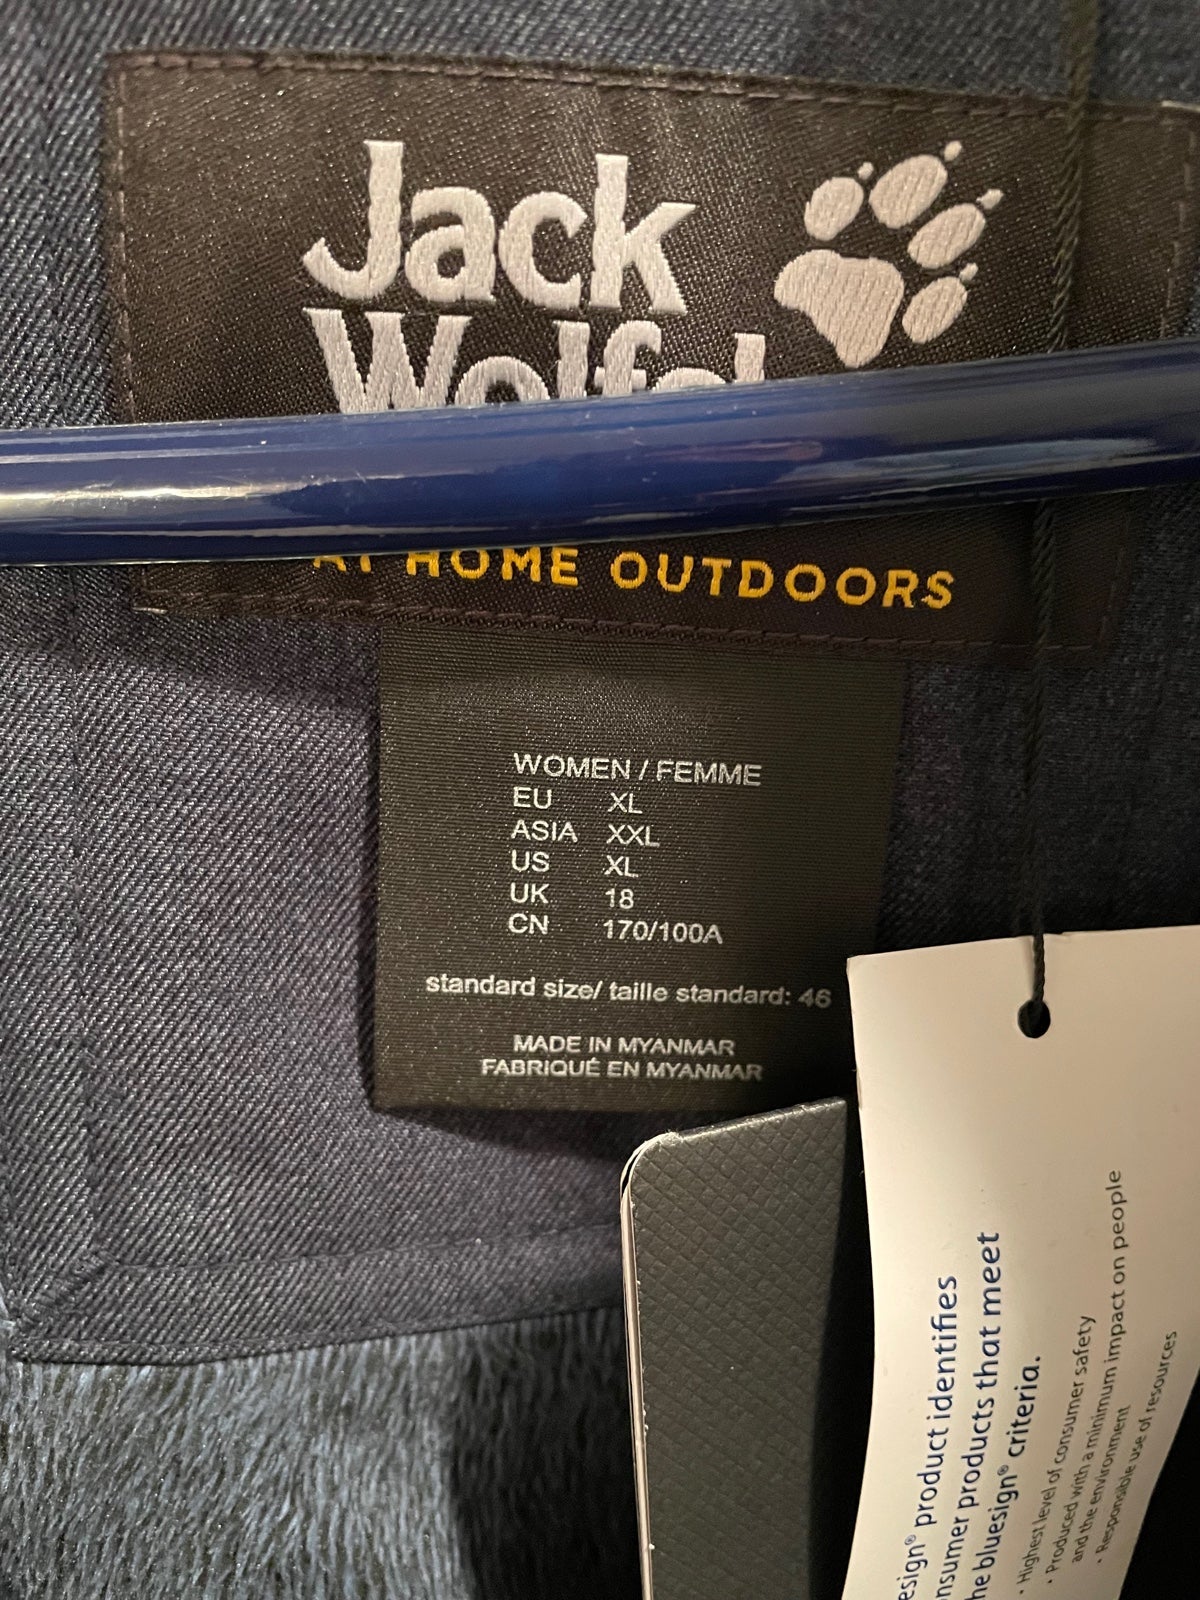 Jack
AT HOME OUTDOORS
WOMEN / FEMME
EU XL
ASIA XXL
US XL
UK 18
CN 170/100A
standard size/ taille standard: 46
MADE IN MYANMAR
FABRIQUÉ EN MYANMAR
product identifies
products that meet
bluesign® criteria.
· Highest level of consumer safety
· Produced with a minimum impact on people
and the environment
· Responsible use of resources